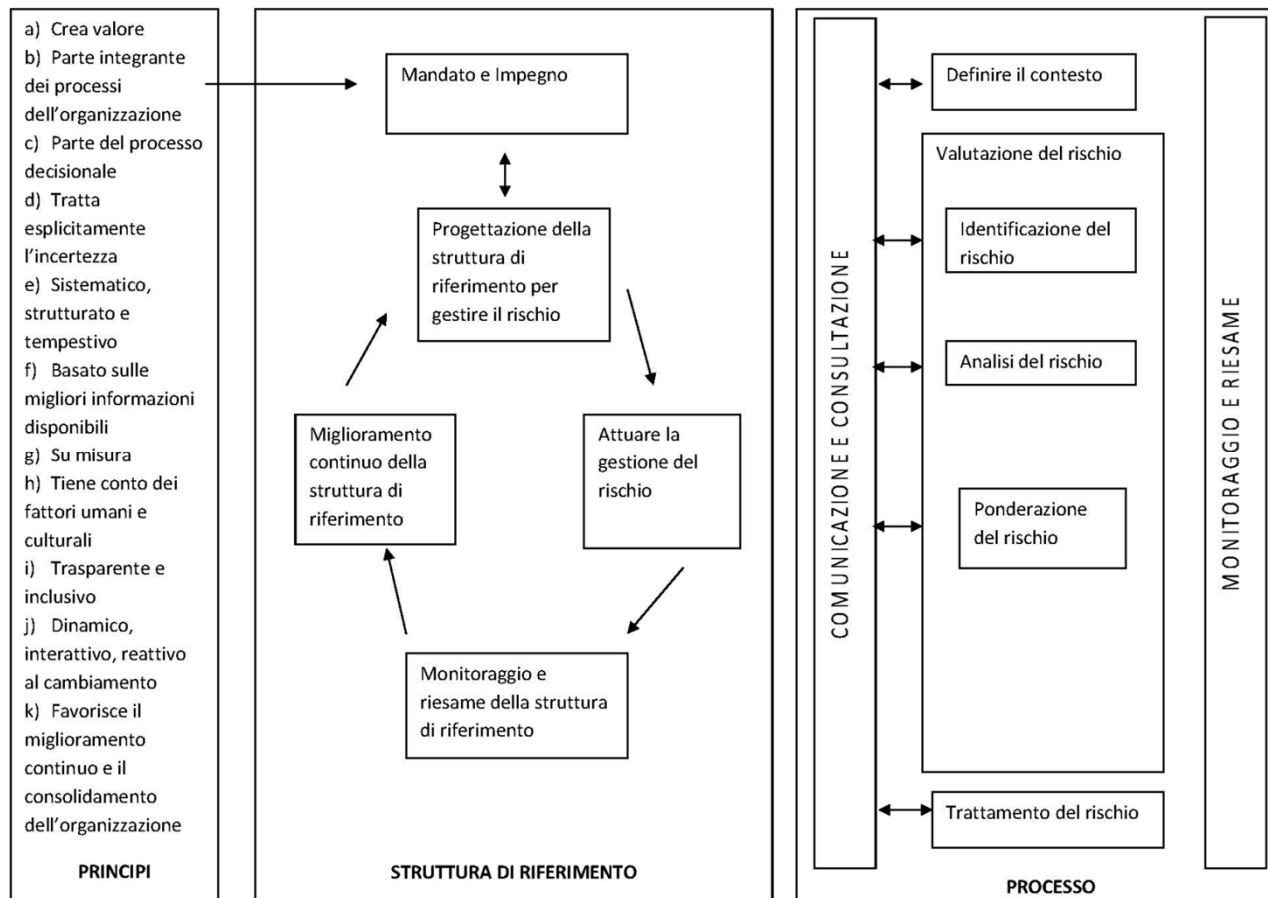 a) Crea valore
b) Parte integrante
dei processi
dell'organizzazione
c) Parte del processo
decisionale
d) Tratta
esplicitamente
l'incertezza
e) Sistematico,
strutturato e
tempestivo
f) Basato sulle
migliori informazioni
disponibili
g) Su misura
h) Tiene conto dei
fattori umani e
culturali
i) Trasparente e
inclusivo
j) Dinamico,
interattivo, reattivo
al cambiamento
k) Favorisce il
miglioramento
continuo e il
consolidamento
dell'organizzazione
PRINCIPI
Mandato e Impegno
Progettazione della
struttura di
riferimento per
gestire il rischio
Miglioramento
continuo della
struttura di
riferimento
Attuare la
gestione del
rischio
Monitoraggio e
riesame della struttura
di riferimento
STRUTTURA DI RIFERIMENTO
COMUNICAZIONE E CONSULTAZIONE
Definire il contesto
Valutazione del rischio
Identificazione del
rischio
Analisi del rischio
Ponderazione
del rischio
Trattamento del rischio
MONITORAGGIO E RIESAME
PROCESSO